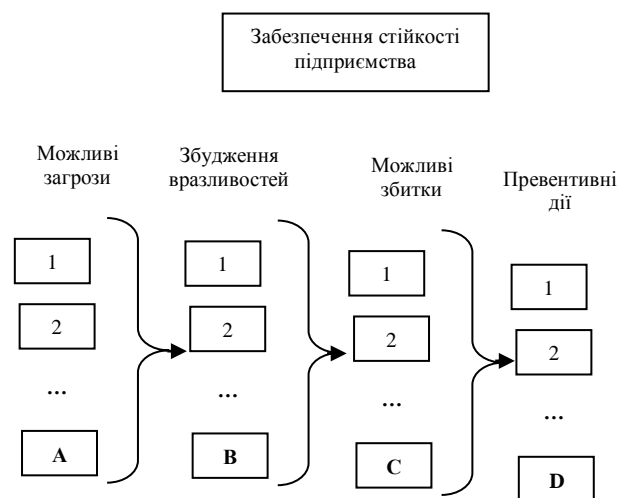 Забезпечення стійкості
підприємства
Можливі
загрози
1
2
...
A
Збудження
вразливостей
1
2
...
B
Можливі
збитки
1
2
...
C
Превентивні
дії
1
2
...
D